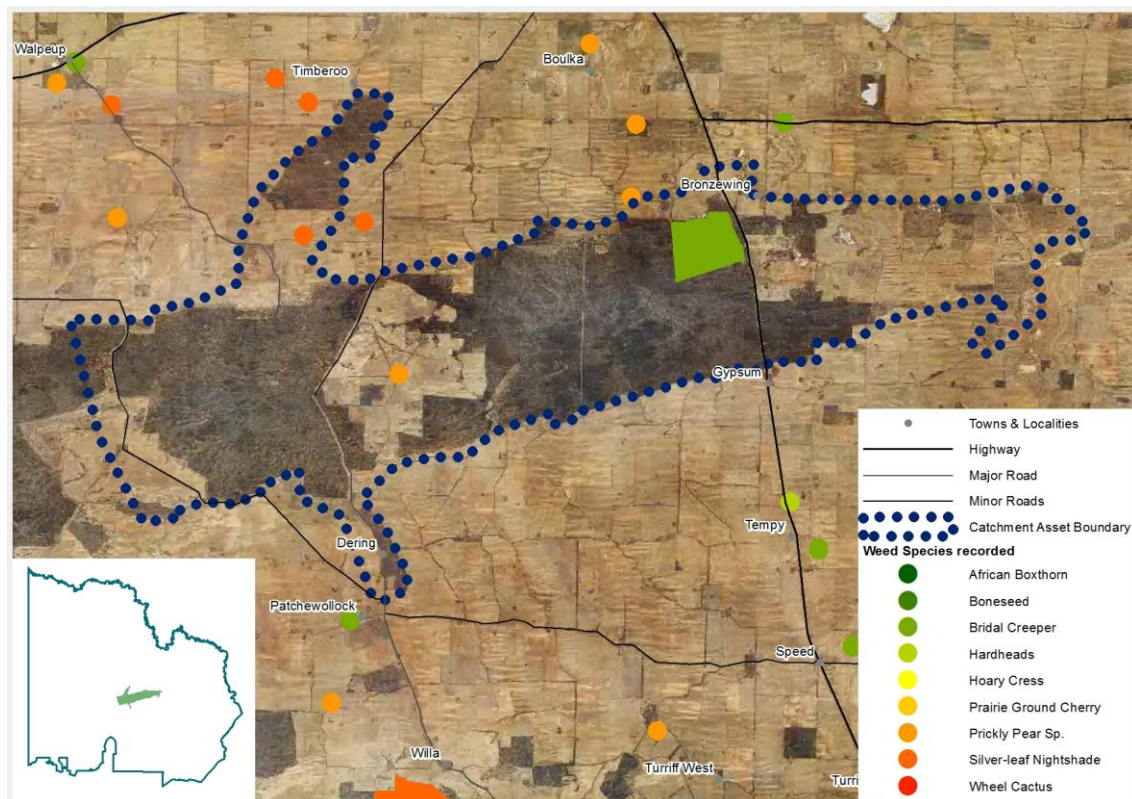 Walpeup
Timberoo
Boulka
Bronzewing
Gypsum
Tempy
Dering
Patchewollock
Speed
Willa
Turriff West
Towns & Localities
Highway
Major Road
Minor Roads
Catchment Asset Boundary
Weed Species recorded
African Boxthorn
Boneseed
Bridal Creeper
Hardheads
Hoary Cress
Prairie Ground Cherry
Prickly Pear Sp.
Silver-leaf Nightshade
Wheel Cactus